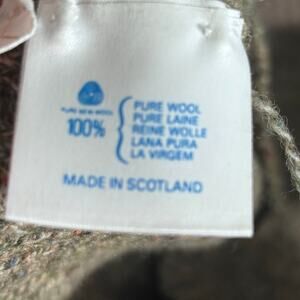 PURE NEW WOOL
100%
PURE WOOL
PURE LAINE
REINE WOLLE
LANA PURA
LA VIRGEM
MADE IN SCOTLAND